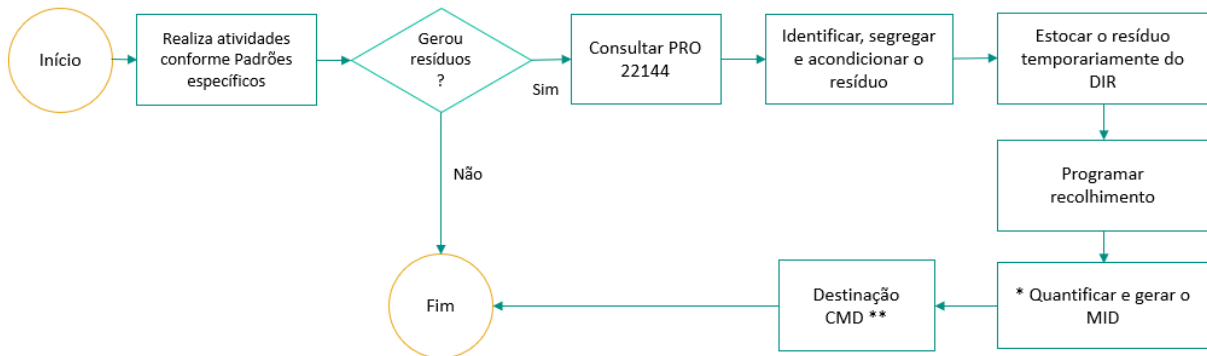 Início
Realiza atividades
conforme Padrões
específicos
Gerou
resíduos
?
Sim
Consultar PRO
22144
Identificar, segregar
e acondicionar o
resíduo
Estocar o resíduo
temporariamente do
DIR
Não
Programar
recolhimento
* Quantificar e gerar o
MID
Destinação
CMD **
Fim